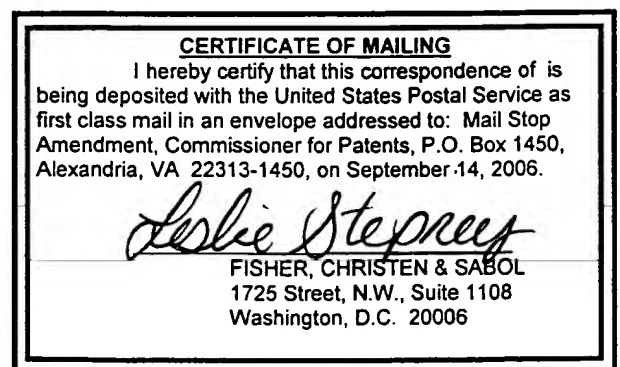 CERTIFICATE OF MAILING
I hereby certify that this correspondence of is
being deposited with the United States Postal Service as
first class mail in an envelope addressed to: Mail Stop
Amendment, Commissioner for Patents, P.O. Box 1450,
Alexandria, VA 22313-1450, on September 14, 2006.
Leslie
FISHER, CHRISTEN & SABOL
1725 Street, N.W., Suite 1108
Washington, D.C. 20006